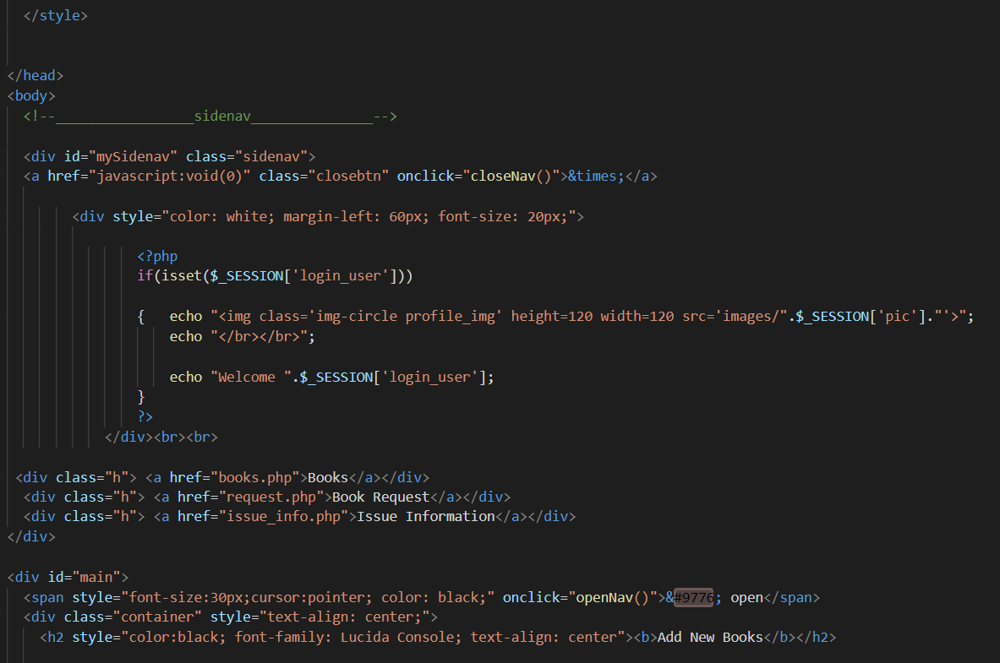 </style>
</head>
<body>
<!--_________________sidenav_______________-->
<div id="mySidenav" class="sidenav">
<a href="javascript:void(0)" class="closebtn" onclick="closeNav()">&times;</a>
<div style="color: white; margin-left: 60px; font-size: 20px;">
<?php
if(isset($_SESSION['login_user']))
{   echo "<img class='img-circle profile_img' height=120 width=120 src='images/".$_SESSION['pic']."'>";
echo "</br></br>";
echo "Welcome ".$_SESSION['login_user'];
}
?>
</div><br><br>
<div class="h"> <a href="books.php">Books</a></div>
<div class="h"> <a href="request.php">Book Request</a></div>
<div class="h"> <a href="issue_info.php">Issue Information</a></div>
</div>
<div id="main">
<span style="font-size:30px;cursor:pointer; color: black;" onclick="openNav()">&#9776; open</span>
<div class="container" style="text-align: center;">
<h2 style="color:black; font-family: Lucida Console; text-align: center"><b>Add New Books</b></h2>